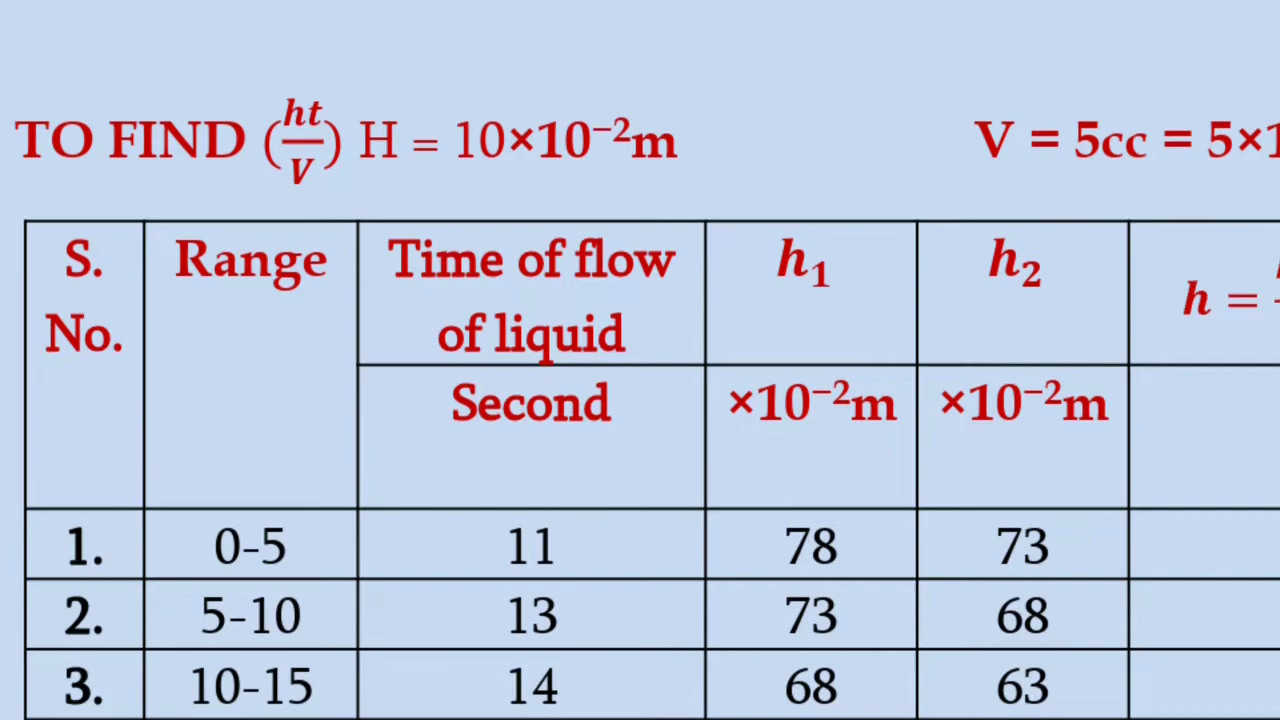 TO FIND (ht/V) H = 10×10⁻²m V = 5cc = 5×1
S. No. Range Time of flow of liquid h₁ h₂ h =
Second ×10⁻²m ×10⁻²m
1. 0-5 11 78 73
2. 5-10 13 73 68
3. 10-15 14 68 63